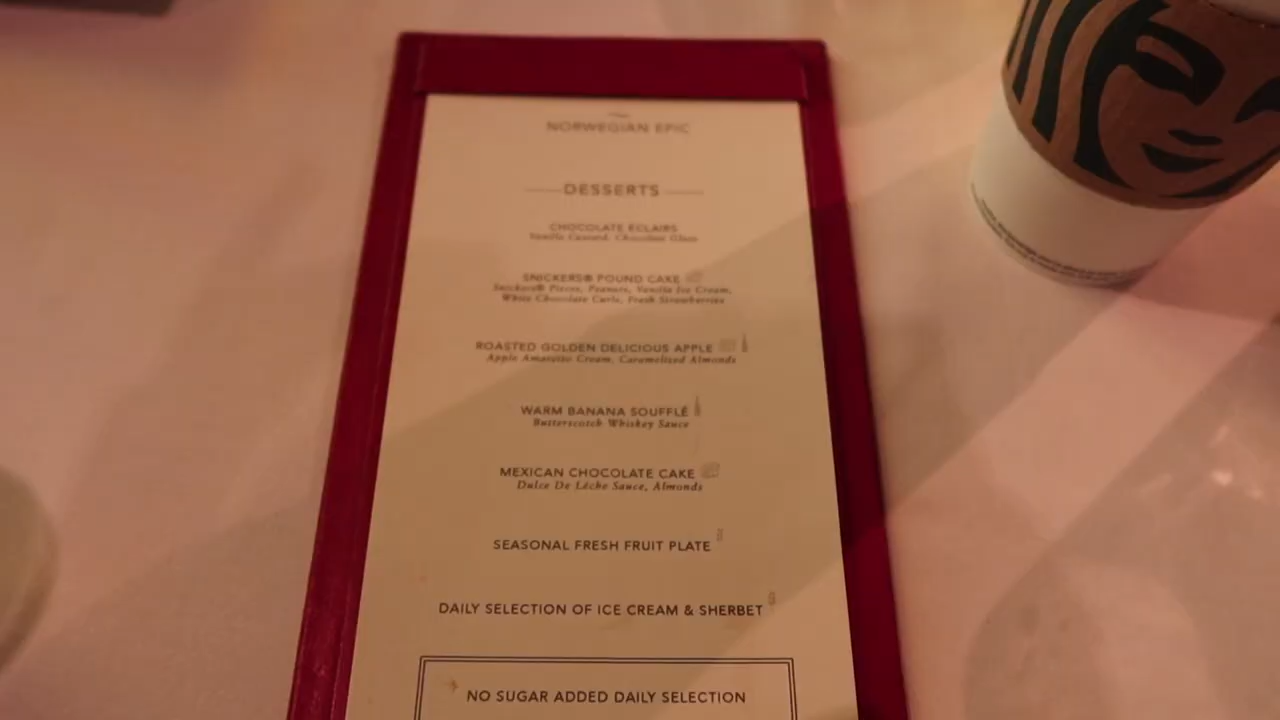 NORWEGIAN EPIC
DESSERTS
CHOCOLATE ECLAIRS
Vanilla Custard, Chocolate Glaze
SNICKERS® POUND CAKE
Snickers® Pieces, Peanuts, Vanilla Ice Cream,
White Chocolate Curls, Fresh Strawberries
ROASTED GOLDEN DELICIOUS APPLE
Apple Amaretto Cream, Caramelized Almonds
WARM BANANA SOUFFLÉ
Butterscotch Whiskey Sauce
MEXICAN CHOCOLATE CAKE
Dulce De Léche Sauce, Almonds
SEASONAL FRESH FRUIT PLATE
DAILY SELECTION OF ICE CREAM & SHERBET
NO SUGAR ADDED DAILY SELECTION